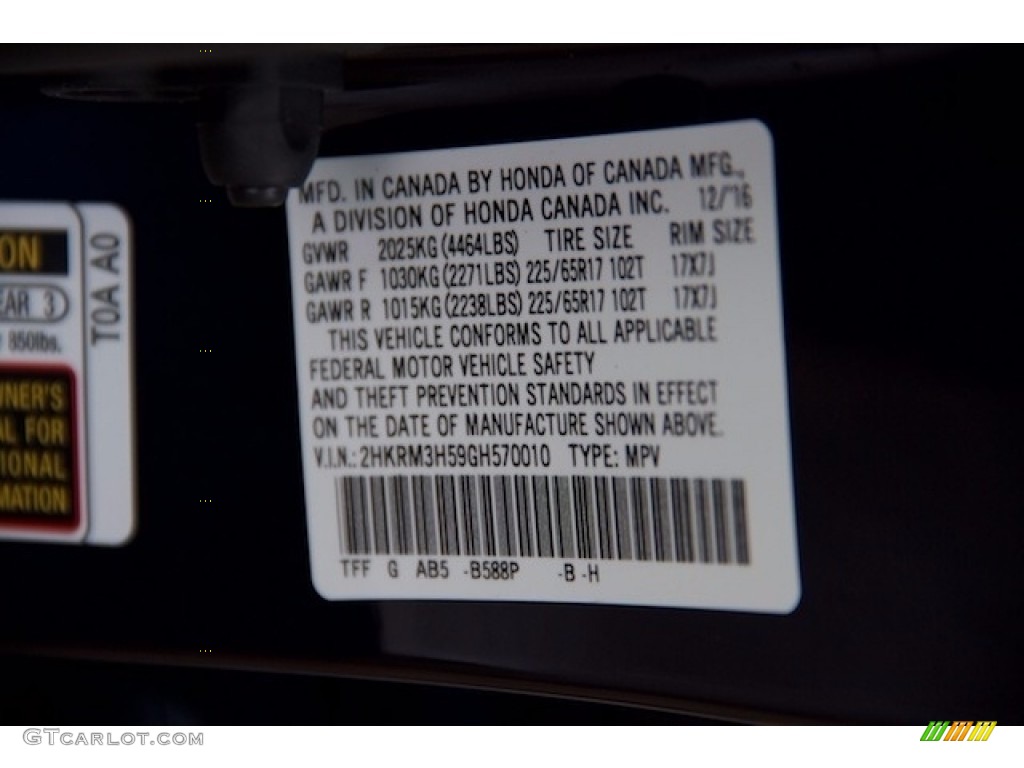 MFD. IN CANADA BY HONDA OF CANADA MFG.,
A DIVISION OF HONDA CANADA INC. 12/16
GVWR 2025KG (4464LBS) TIRE SIZE RIM SIZE
GAWR F 1030KG (2271LBS) 225/65R17 102T 17X7J
GAWR R 1015KG (2238LBS) 225/65R17 102T 17X7J
THIS VEHICLE CONFORMS TO ALL APPLICABLE
FEDERAL MOTOR VEHICLE SAFETY
AND THEFT PREVENTION STANDARDS IN EFFECT
ON THE DATE OF MANUFACTURE SHOWN ABOVE.
V.I.N.: 2HKRM3H59GH570010 TYPE: MPV
TFF G AB5 -B588P -B -H
ON
EAR 3
850lbs.
WNER'S
AL FOR
IONAL
MATION
T0A A0
GTCarlot.com